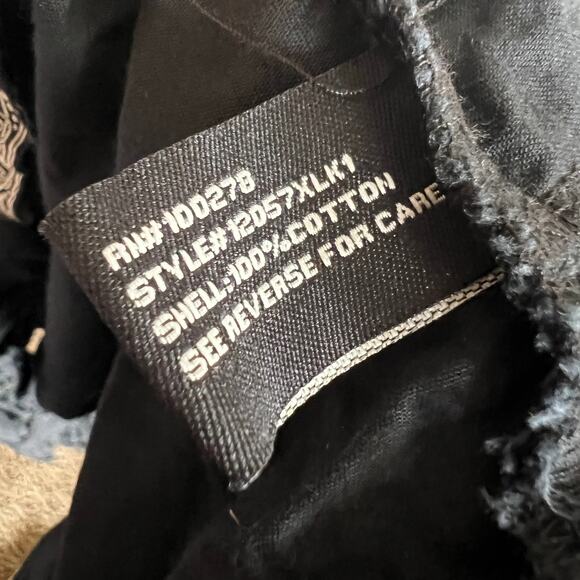 RN#100278
STYLE#12057XLK1
SHELL:100%COTTON
SEE REVERSE FOR CARE